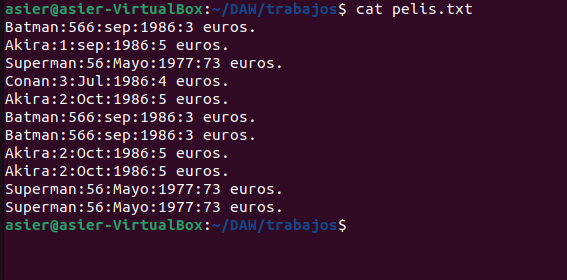 asier@asier-VirtualBox:~/DAW/trabajos$ cat pelis.txt
Batman:566:sep:1986:3 euros.
Akira:1:sep:1986:5 euros.
Superman:56:Mayo:1977:73 euros.
Conan:3:Jul:1986:4 euros.
Akira:2:Oct:1986:5 euros.
Batman:566:sep:1986:3 euros.
Batman:566:sep:1986:3 euros.
Akira:2:Oct:1986:5 euros.
Akira:2:Oct:1986:5 euros.
Superman:56:Mayo:1977:73 euros.
Superman:56:Mayo:1977:73 euros.
asier@asier-VirtualBox:~/DAW/trabajos$